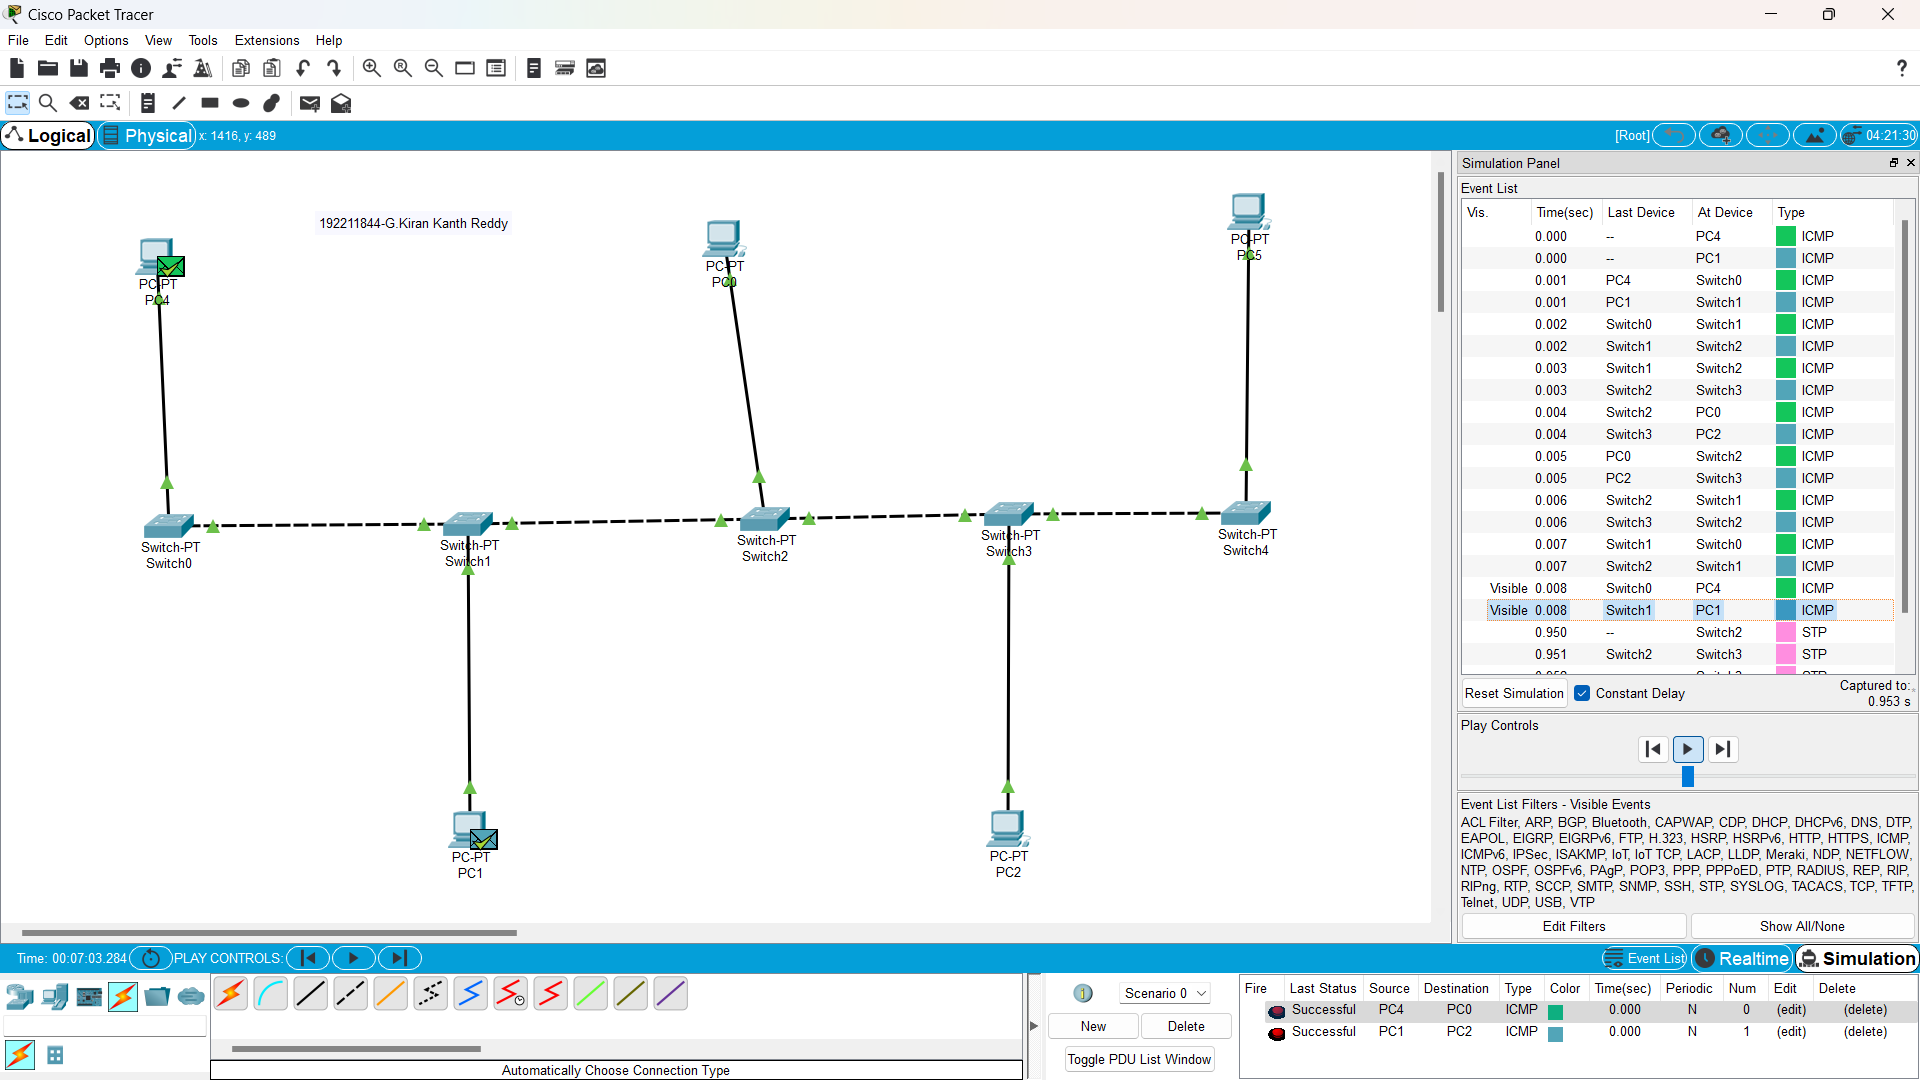 Cisco Packet Tracer
File Edit Options View Tools Extensions Help
Logical Physical x: 1416, y: 489 [Root] 04:21:30
192211844-G.Kiran Kanth Reddy
PC-PT
PC4
PC-PT
PC0
PC-PT
PC5
Switch-PT
Switch0
Switch-PT
Switch1
Switch-PT
Switch2
Switch-PT
Switch3
Switch-PT
Switch4
PC-PT
PC1
PC-PT
PC2
Simulation Panel
Event List
Vis. Time(sec) Last Device At Device Type
0.000 -- PC4 ICMP
0.000 -- PC1 ICMP
0.001 PC4 Switch0 ICMP
0.001 PC1 Switch1 ICMP
0.002 Switch0 Switch1 ICMP
0.002 Switch1 Switch2 ICMP
0.003 Switch1 Switch2 ICMP
0.003 Switch2 Switch3 ICMP
0.004 Switch2 PC0 ICMP
0.004 Switch3 PC2 ICMP
0.005 PC0 Switch2 ICMP
0.005 PC2 Switch3 ICMP
0.006 Switch2 Switch1 ICMP
0.006 Switch3 Switch2 ICMP
0.007 Switch1 Switch0 ICMP
0.007 Switch2 Switch1 ICMP
Visible 0.008 Switch0 PC4 ICMP
Visible 0.008 Switch1 PC1 ICMP
0.950 -- Switch2 STP
0.951 Switch2 Switch3 STP
Reset Simulation Constant Delay Captured to:
0.953 s
Play Controls
Event List Filters - Visible Events
ACL Filter, ARP, BGP, Bluetooth, CAPWAP, CDP, DHCP, DHCPv6, DNS, DTP,
EAPOL, EIGRP, EIGRPv6, FTP, H.323, HSRP, HSRPv6, HTTP, HTTPS, ICMP,
ICMPv6, IPSec, ISAKMP, IoT, IoT TCP, LACP, LLDP, Meraki, NDP, NETFLOW,
NTP, OSPF, OSPFv6, PAgP, POP3, PPP, PPPoED, PTP, RADIUS, REP, RIP,
RIPng, RTP, SCCP, SMTP, SNMP, SSH, STP, SYSLOG, TACACS, TCP, TFTP,
Telnet, UDP, USB, VTP
Edit Filters Show All/None
Time: 00:07:03.284 PLAY CONTROLS: Event List Realtime Simulation
Automatically Choose Connection Type
Scenario 0
New Delete
Toggle PDU List Window
Fire Last Status Source Destination Type Color Time(sec) Periodic Num Edit Delete
Successful PC4 PC0 ICMP 0.000 N 0 (edit) (delete)
Successful PC1 PC2 ICMP 0.000 N 1 (edit) (delete)